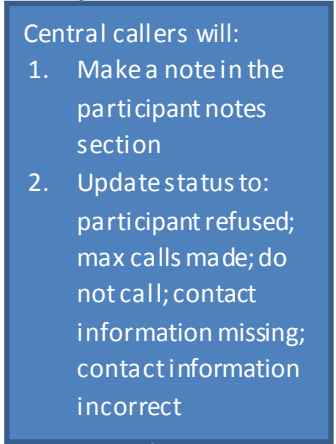 Central callers will:
1. Make a note in the
participant notes
section
2. Update status to:
participant refused;
max calls made; do
not call; contact
information missing;
contact information
incorrect